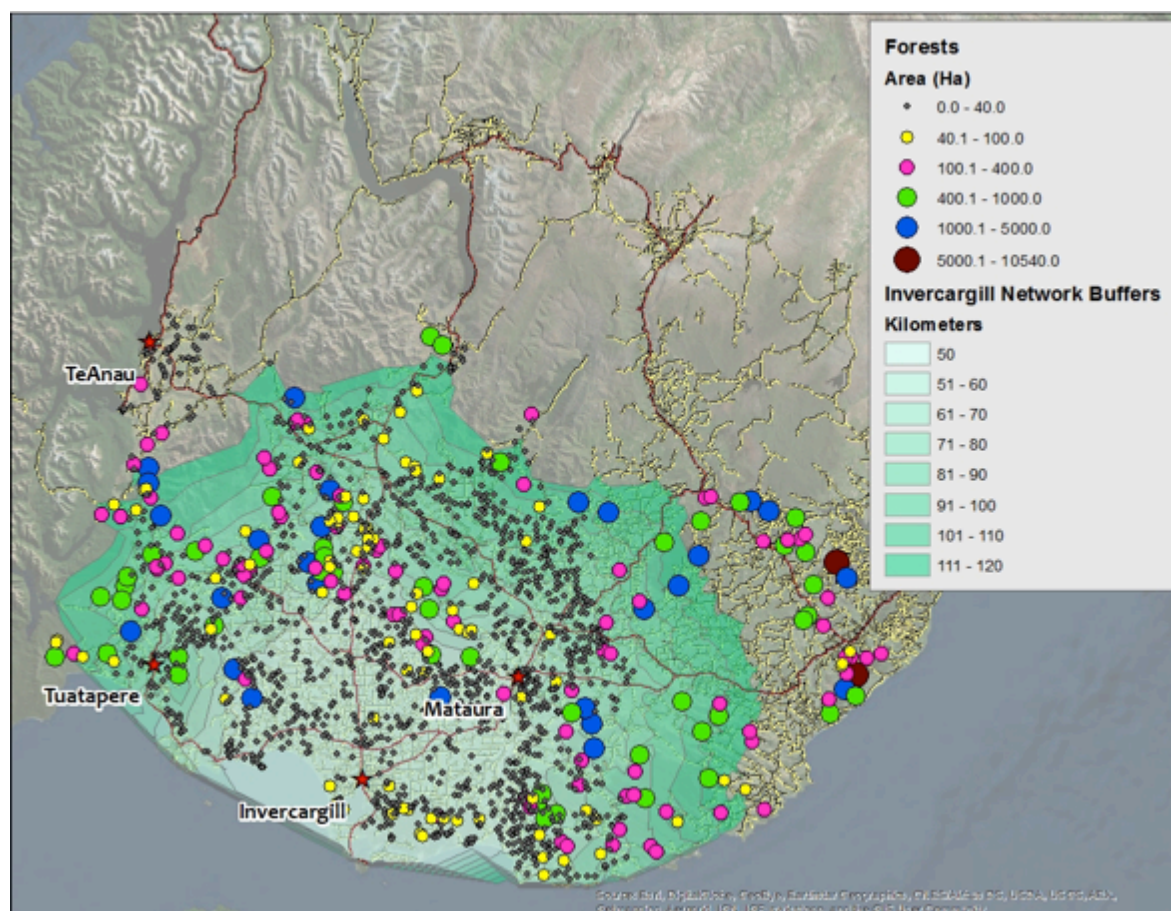 Forests
Area (Ha)
0.0 - 40.0
40.1 - 100.0
100.1 - 400.0
400.1 - 1000.0
1000.1 - 5000.0
5000.1 - 10540.0
Invercargill Network Buffers
Kilometers
50
51 - 60
61 - 70
71 - 80
81 - 90
91 - 100
101 - 110
111 - 120
TeAnau
Tuatapere
Mataura
Invercargill